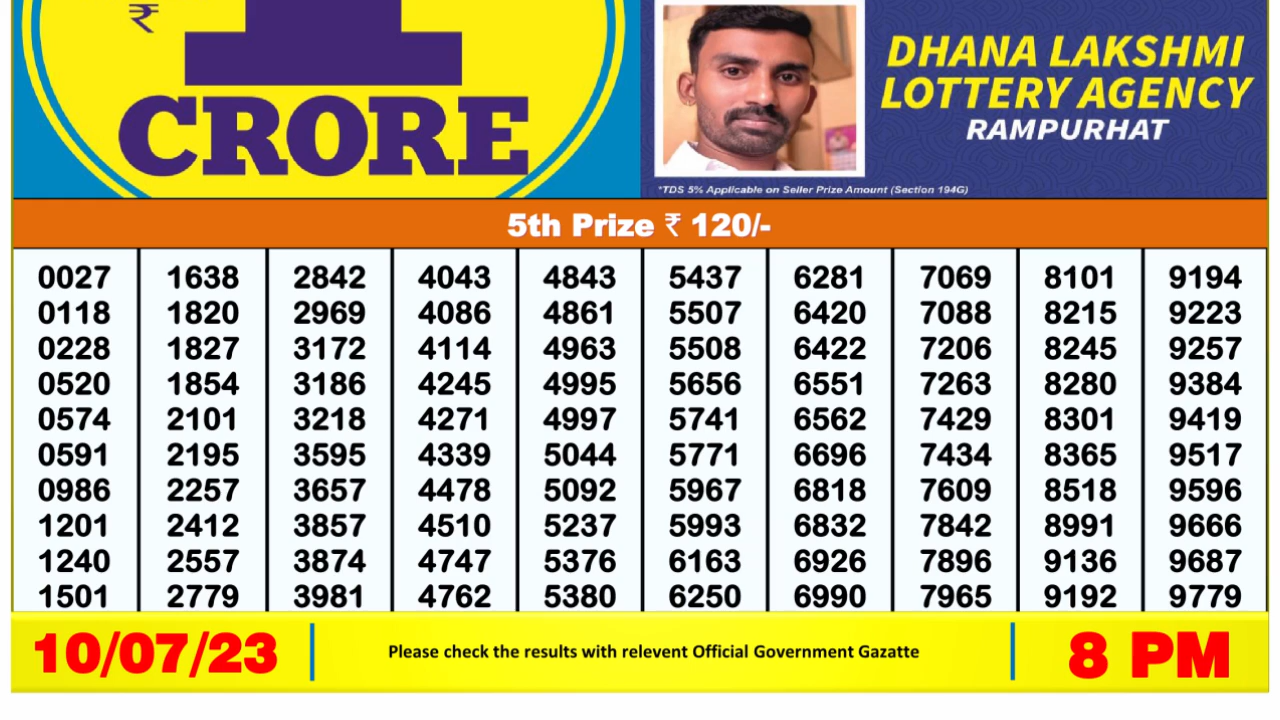 ₹
1
CRORE
DHANA LAKSHMI
LOTTERY AGENCY
RAMPURHAT
*TDS 5% Applicable on Seller Prize Amount (Section 194G)
5th Prize ₹ 120/-
0027 1638 2842 4043 4843 5437 6281 7069 8101 9194
0118 1820 2969 4086 4861 5507 6420 7088 8215 9223
0228 1827 3172 4114 4963 5508 6422 7206 8245 9257
0520 1854 3186 4245 4995 5656 6551 7263 8280 9384
0574 2101 3218 4271 4997 5741 6562 7429 8301 9419
0591 2195 3595 4339 5044 5771 6696 7434 8365 9517
0986 2257 3657 4478 5092 5967 6818 7609 8518 9596
1201 2412 3857 4510 5237 5993 6832 7842 8991 9666
1240 2557 3874 4747 5376 6163 6926 7896 9136 9687
1501 2779 3981 4762 5380 6250 6990 7965 9192 9779
10/07/23
Please check the results with relevent Official Government Gazatte
8 PM